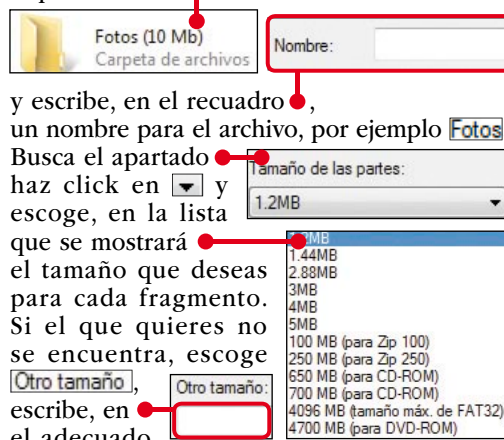 Fotos (10 Mb)
Carpeta de archivos
Nombre:
y escribe, en el recuadro ,
un nombre para el archivo, por ejemplo Fotos
Busca el apartado
Tamaño de las partes:
haz click en y
1.2MB
escoge, en la lista
que se mostrará
el tamaño que deseas
para cada fragmento.
Si el que quieres no
se encuentra, escoge
1.44MB
2.88MB
3MB
4MB
5MB
100 MB (para Zip 100)
250 MB (para Zip 250)
650 MB (para CD-ROM)
700 MB (para CD-ROM)
4096 MB (tamaño máx. de FAT32)
4700 MB (para DVD-ROM)
Otro tamaño ,
Otro tamaño:
escribe, en
el adecuado